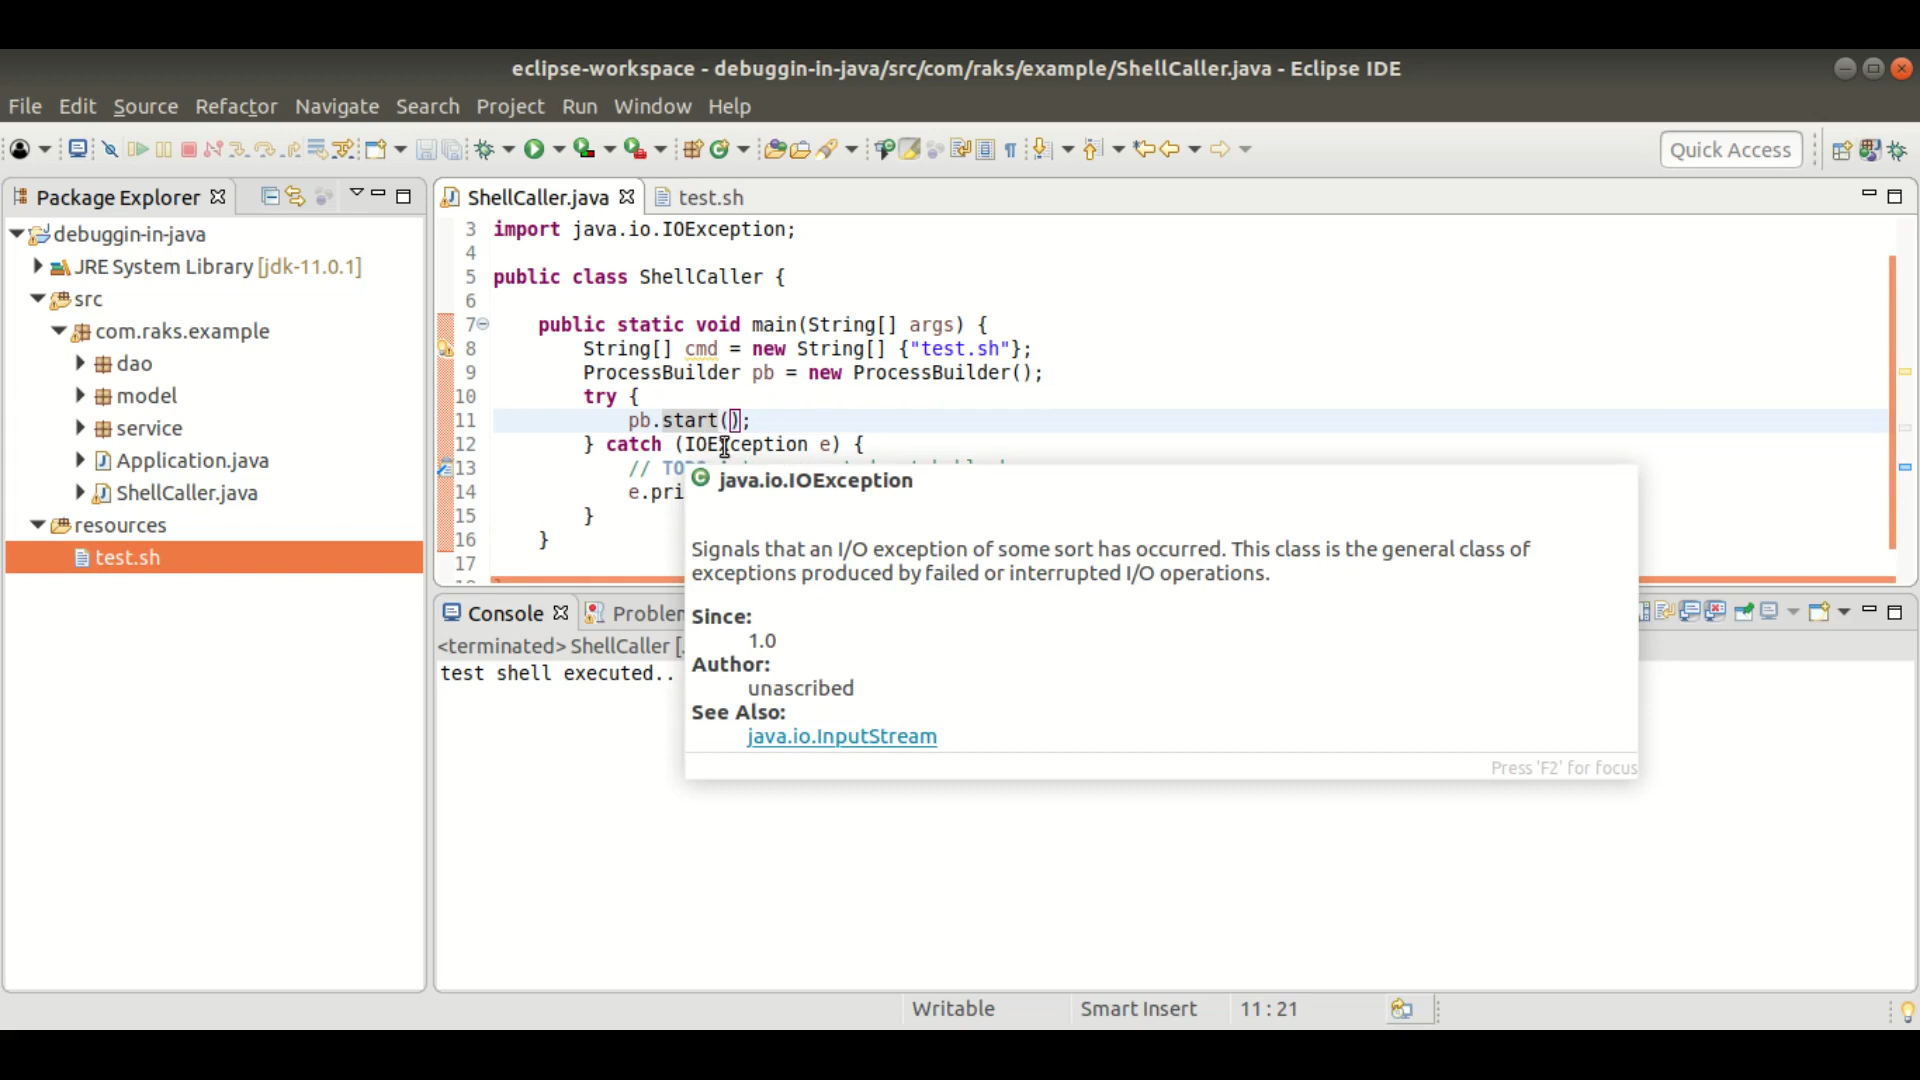 eclipse-workspace - debuggin-in-java/src/com/raks/example/ShellCaller.java - Eclipse IDE
File Edit Source Refactor Navigate Search Project Run Window Help
Quick Access
Package Explorer
debuggin-in-java
JRE System Library [jdk-11.0.1]
src
com.raks.example
dao
model
service
Application.java
ShellCaller.java
resources
test.sh
ShellCaller.java test.sh
3 import java.io.IOException;
4
5 public class ShellCaller {
6
7 public static void main(String[] args) {
8 String[] cmd = new String[] {"test.sh"};
9 ProcessBuilder pb = new ProcessBuilder();
10 try {
11 pb.start();
12 } catch (IOException e) {
13 //
14 e.pri
15 }
16 }
17
java.io.IOException
Signals that an I/O exception of some sort has occurred. This class is the general class of
exceptions produced by failed or interrupted I/O operations.
Since:
1.0
Author:
unascribed
See Also:
java.io.InputStream
Press 'F2' for focus
Console Problem
<terminated> ShellCaller [
test shell executed..
Writable Smart Insert 11 : 21